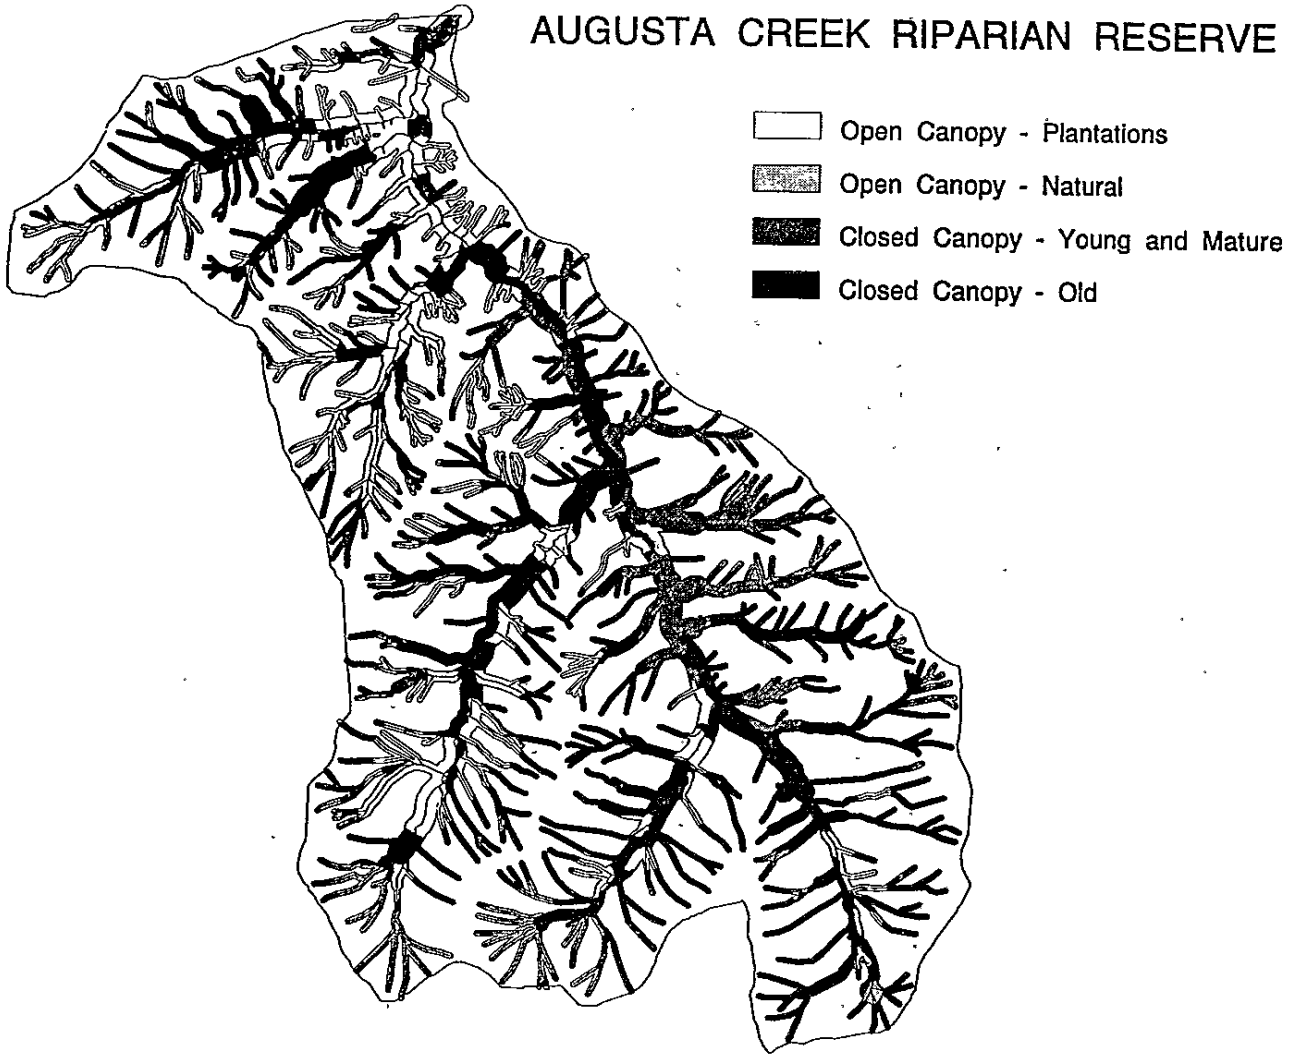 AUGUSTA CREEK RIPARIAN RESERVE
Open Canopy - Plantations
Open Canopy - Natural
Closed Canopy - Young and Mature
Closed Canopy - Old